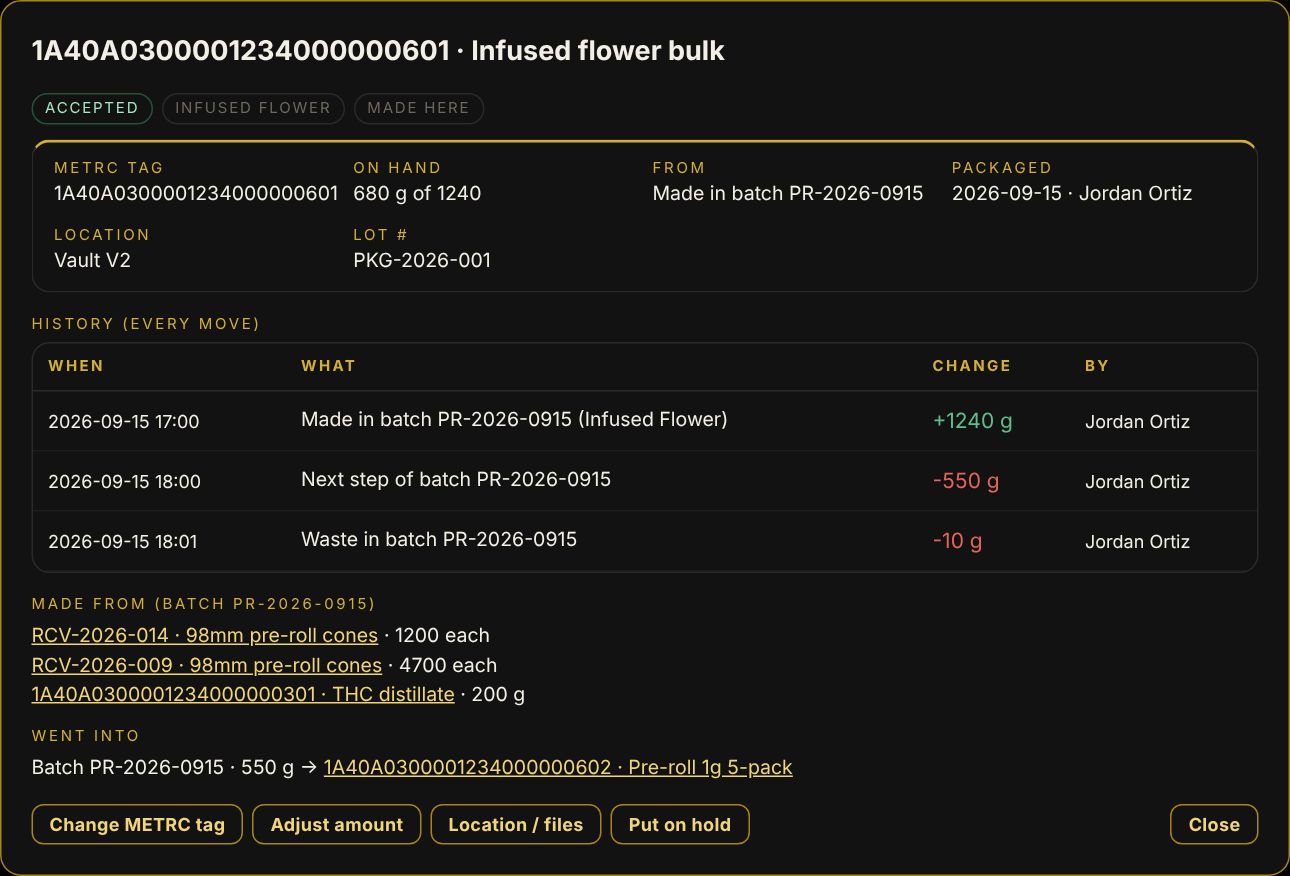 1A40A0300001234000000601 · Infused flower bulk
ACCEPTED INFUSED FLOWER MADE HERE
METRC TAG ON HAND FROM PACKAGED
1A40A0300001234000000601 680 g of 1240 Made in batch PR-2026-0915 2026-09-15 · Jordan Ortiz
LOCATION LOT #
Vault V2 PKG-2026-001
HISTORY (EVERY MOVE)
WHEN WHAT CHANGE BY
2026-09-15 17:00 Made in batch PR-2026-0915 (Infused Flower) +1240 g Jordan Ortiz
2026-09-15 18:00 Next step of batch PR-2026-0915 -550 g Jordan Ortiz
2026-09-15 18:01 Waste in batch PR-2026-0915 -10 g Jordan Ortiz
MADE FROM (BATCH PR-2026-0915)
RCV-2026-014 · 98mm pre-roll cones · 1200 each
RCV-2026-009 · 98mm pre-roll cones · 4700 each
1A40A0300001234000000301 · THC distillate · 200 g
WENT INTO
Batch PR-2026-0915 · 550 g → 1A40A0300001234000000602 · Pre-roll 1g 5-pack
Change METRC tag Adjust amount Location / files Put on hold Close